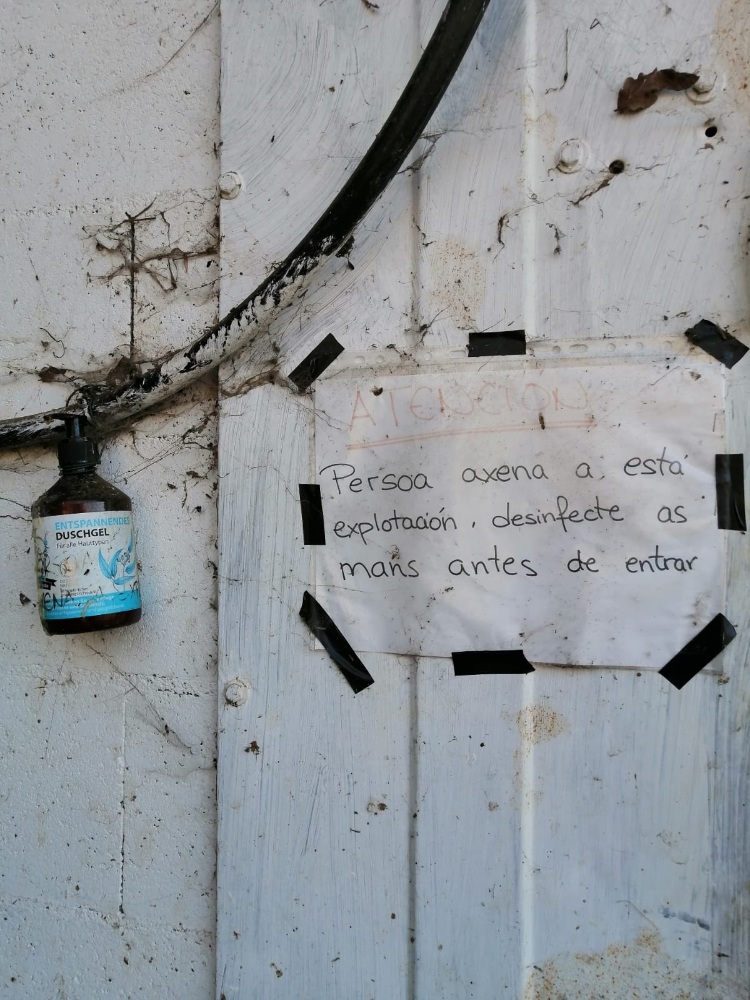 ATENCIÓN
Persoa axena a está
explotación, desinfecte as
mans antes de entrar
ENTSPANNENDES
DUSCHGEL
Für alle Hauttypen